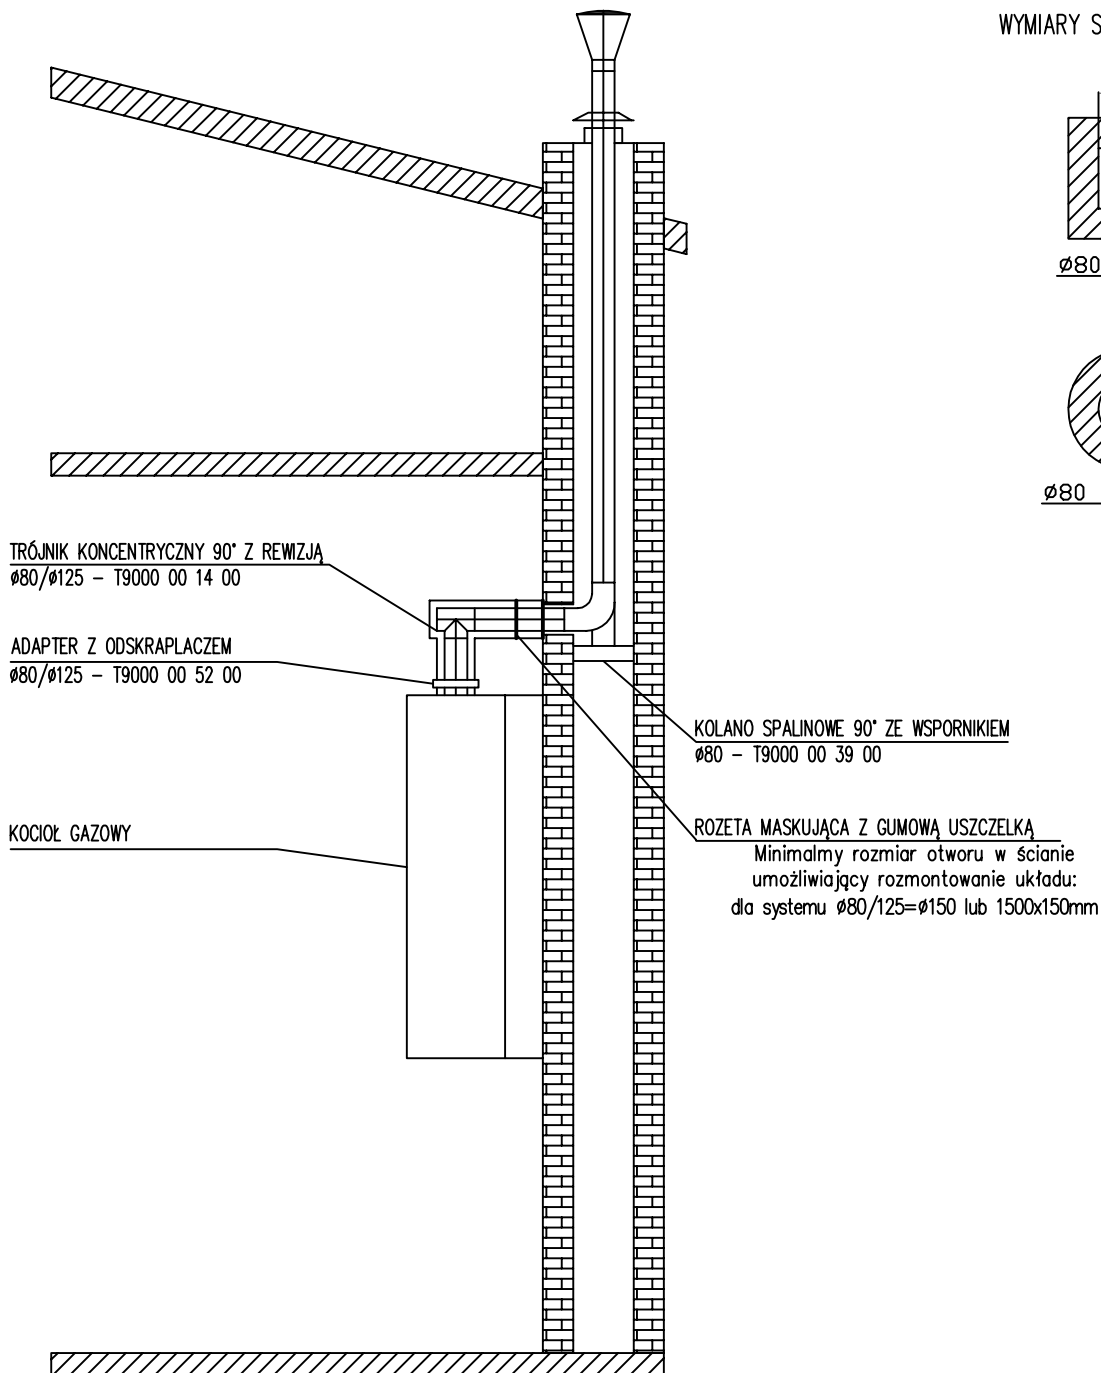 WYMIARY S
Ø80
Ø80
TRÓJNIK KONCENTRYCZNY 90° Z REWIZJĄ
Ø80/Ø125 – T9000 00 14 00
ADAPTER Z ODSKRAPLACZEM
Ø80/Ø125 – T9000 00 52 00
KOLANO SPALINOWE 90° ZE WSPORNIKIEM
Ø80 – T9000 00 39 00
KOCIOŁ GAZOWY
ROZETA MASKUJĄCA Z GUMOWĄ USZCZELKĄ
Minimalmy rozmiar otworu w ścianie
umożliwiający rozmontowanie układu:
dla systemu Ø80/125=Ø150 lub 1500x150mm